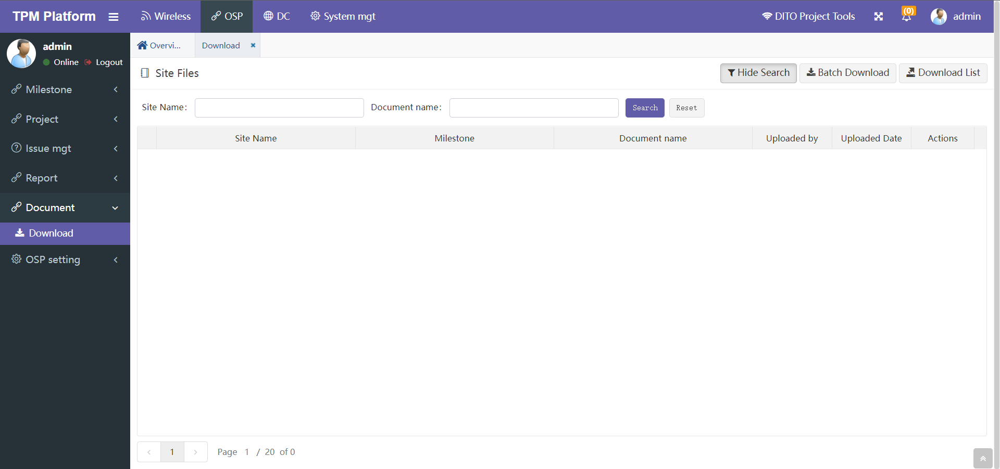 TPM Platform Wireless OSP DC System mgt DITO Project Tools (0) admin
admin
Online Logout
Milestone
Project
Issue mgt
Report
Document
Download
OSP setting
Overvi... Download
Site Files Hide Search Batch Download Download List
Site Name: Document name: Search Reset
Site Name Milestone Document name Uploaded by Uploaded Date Actions
1 Page 1 / 20 of 0